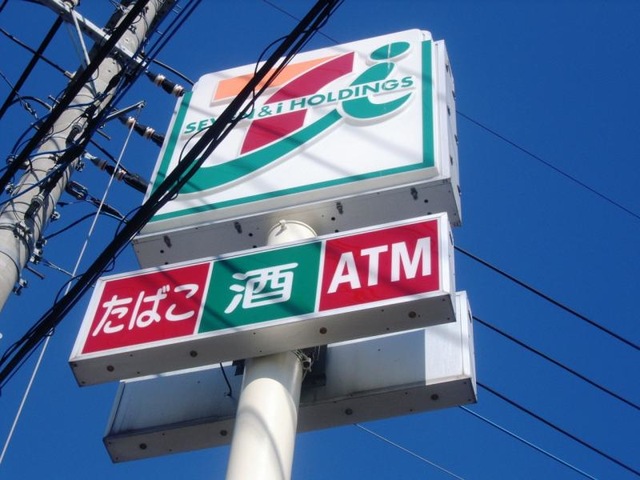 SEVEN & i HOLDINGS
たばこ 酒 ATM